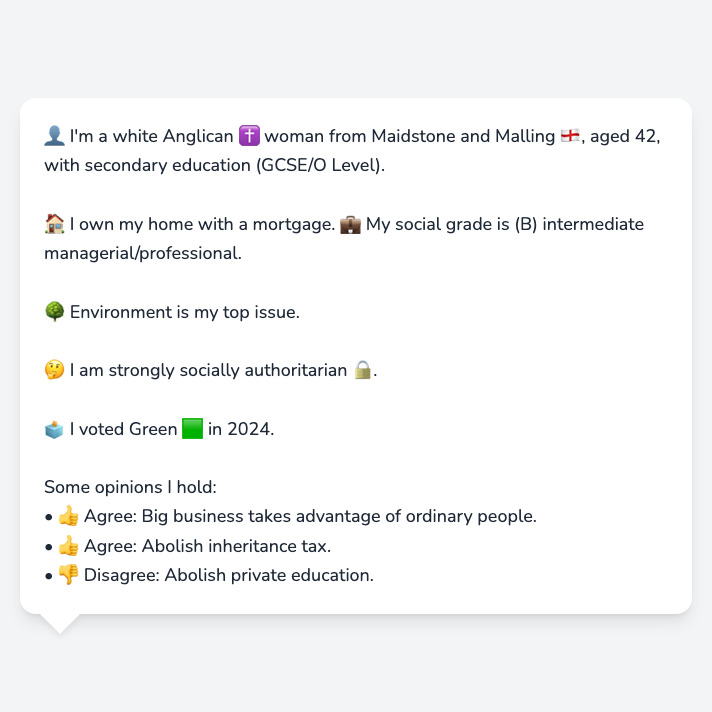 👤 I'm a white Anglican ✝️ woman from Maidstone and Malling 🏴󠁧󠁢󠁥󠁮󠁧󠁿, aged 42,
with secondary education (GCSE/O Level).
🏠 I own my home with a mortgage. 💼 My social grade is (B) intermediate
managerial/professional.
🌳 Environment is my top issue.
🤔 I am strongly socially authoritarian 🔒.
🗳️ I voted Green 🟩 in 2024.
Some opinions I hold:
• 👍 Agree: Big business takes advantage of ordinary people.
• 👍 Agree: Abolish inheritance tax.
• 👎 Disagree: Abolish private education.